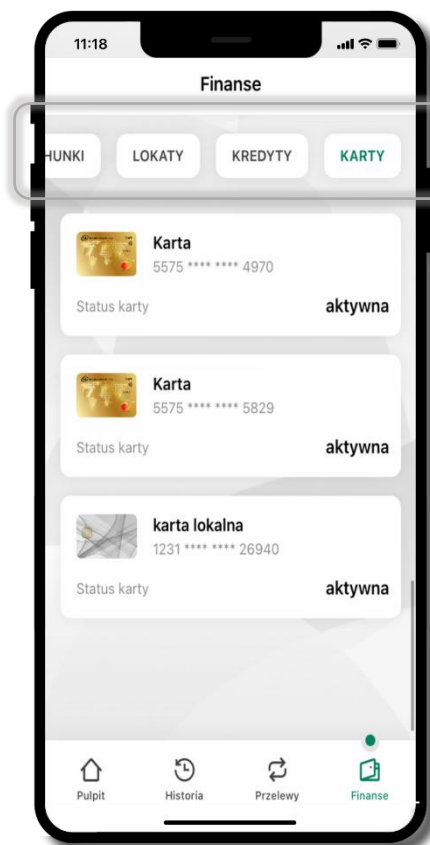 11:18
Finanse
HUNKI LOKATY KREDYTY KARTY
Karta
5575 **** **** 4970
Status karty aktywna
Karta
5575 **** **** 5829
Status karty aktywna
karta lokalna
1231 **** **** 26940
Status karty aktywna
Pulpit Historia Przelewy Finanse